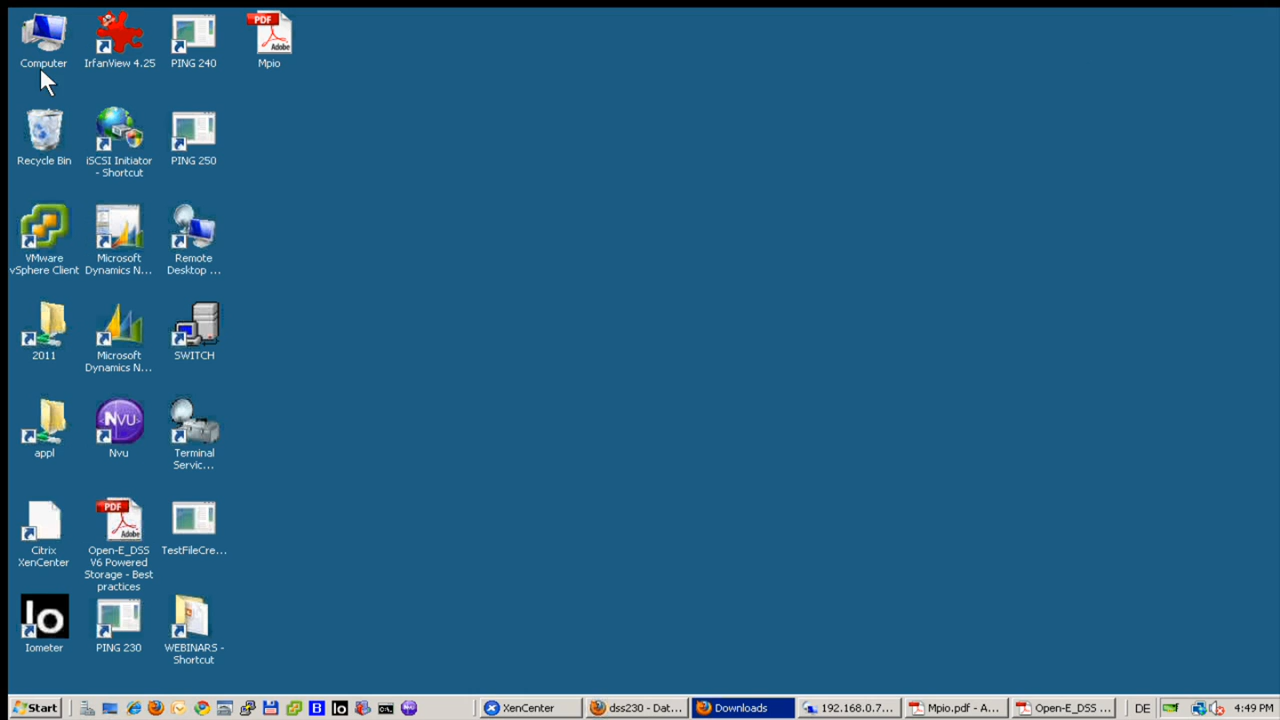 Computer
IrfanView 4.25
PING 240
PDF
Adobe
Mpio
Recycle Bin
iSCSI Initiator
- Shortcut
PING 250
VMware
vSphere Client
Microsoft
Dynamics N...
Remote
Desktop ...
2011
Microsoft
Dynamics N...
SWITCH
appl
NVU
Nvu
Terminal
Servic...
Citrix
XenCenter
PDF
Adobe
Open-E_DSS
V6 Powered
Storage - Best
practices
TestFileCre...
Io
Iometer
PING 230
WEBINARS -
Shortcut
Start
B
Io
XenCenter
dss230 - Dat...
Downloads
192.168.0.7...
Mpio.pdf - A...
Open-E_DSS ...
DE
4:49 PM